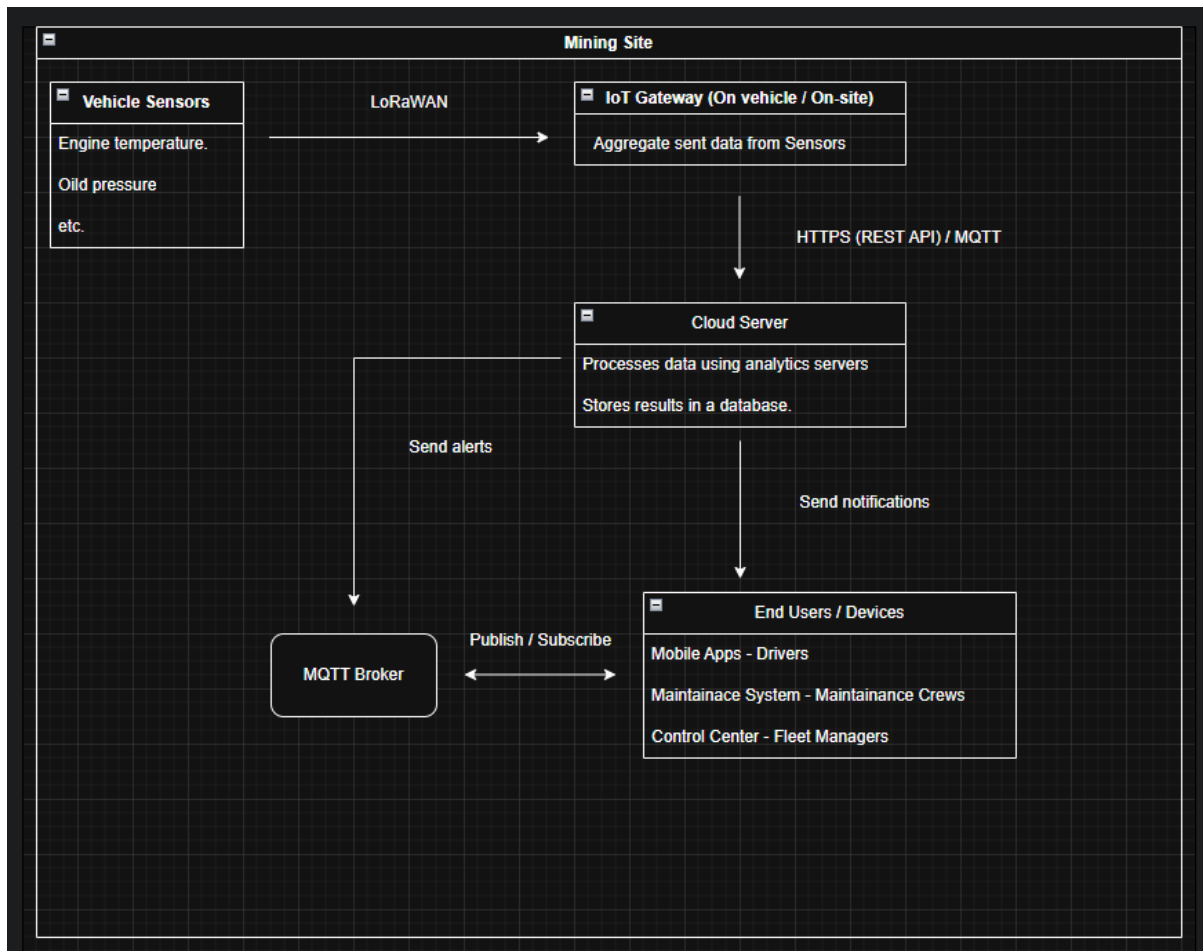 Mining Site
Vehicle Sensors
Engine temperature.
Oild pressure
etc.
LoRaWAN
IoT Gateway (On vehicle / On-site)
Aggregate sent data from Sensors
HTTPS (REST API) / MQTT
Cloud Server
Processes data using analytics servers
Stores results in a database.
Send alerts
Send notifications
MQTT Broker
Publish / Subscribe
End Users / Devices
Mobile Apps - Drivers
Maintainace System - Maintainance Crews
Control Center - Fleet Managers